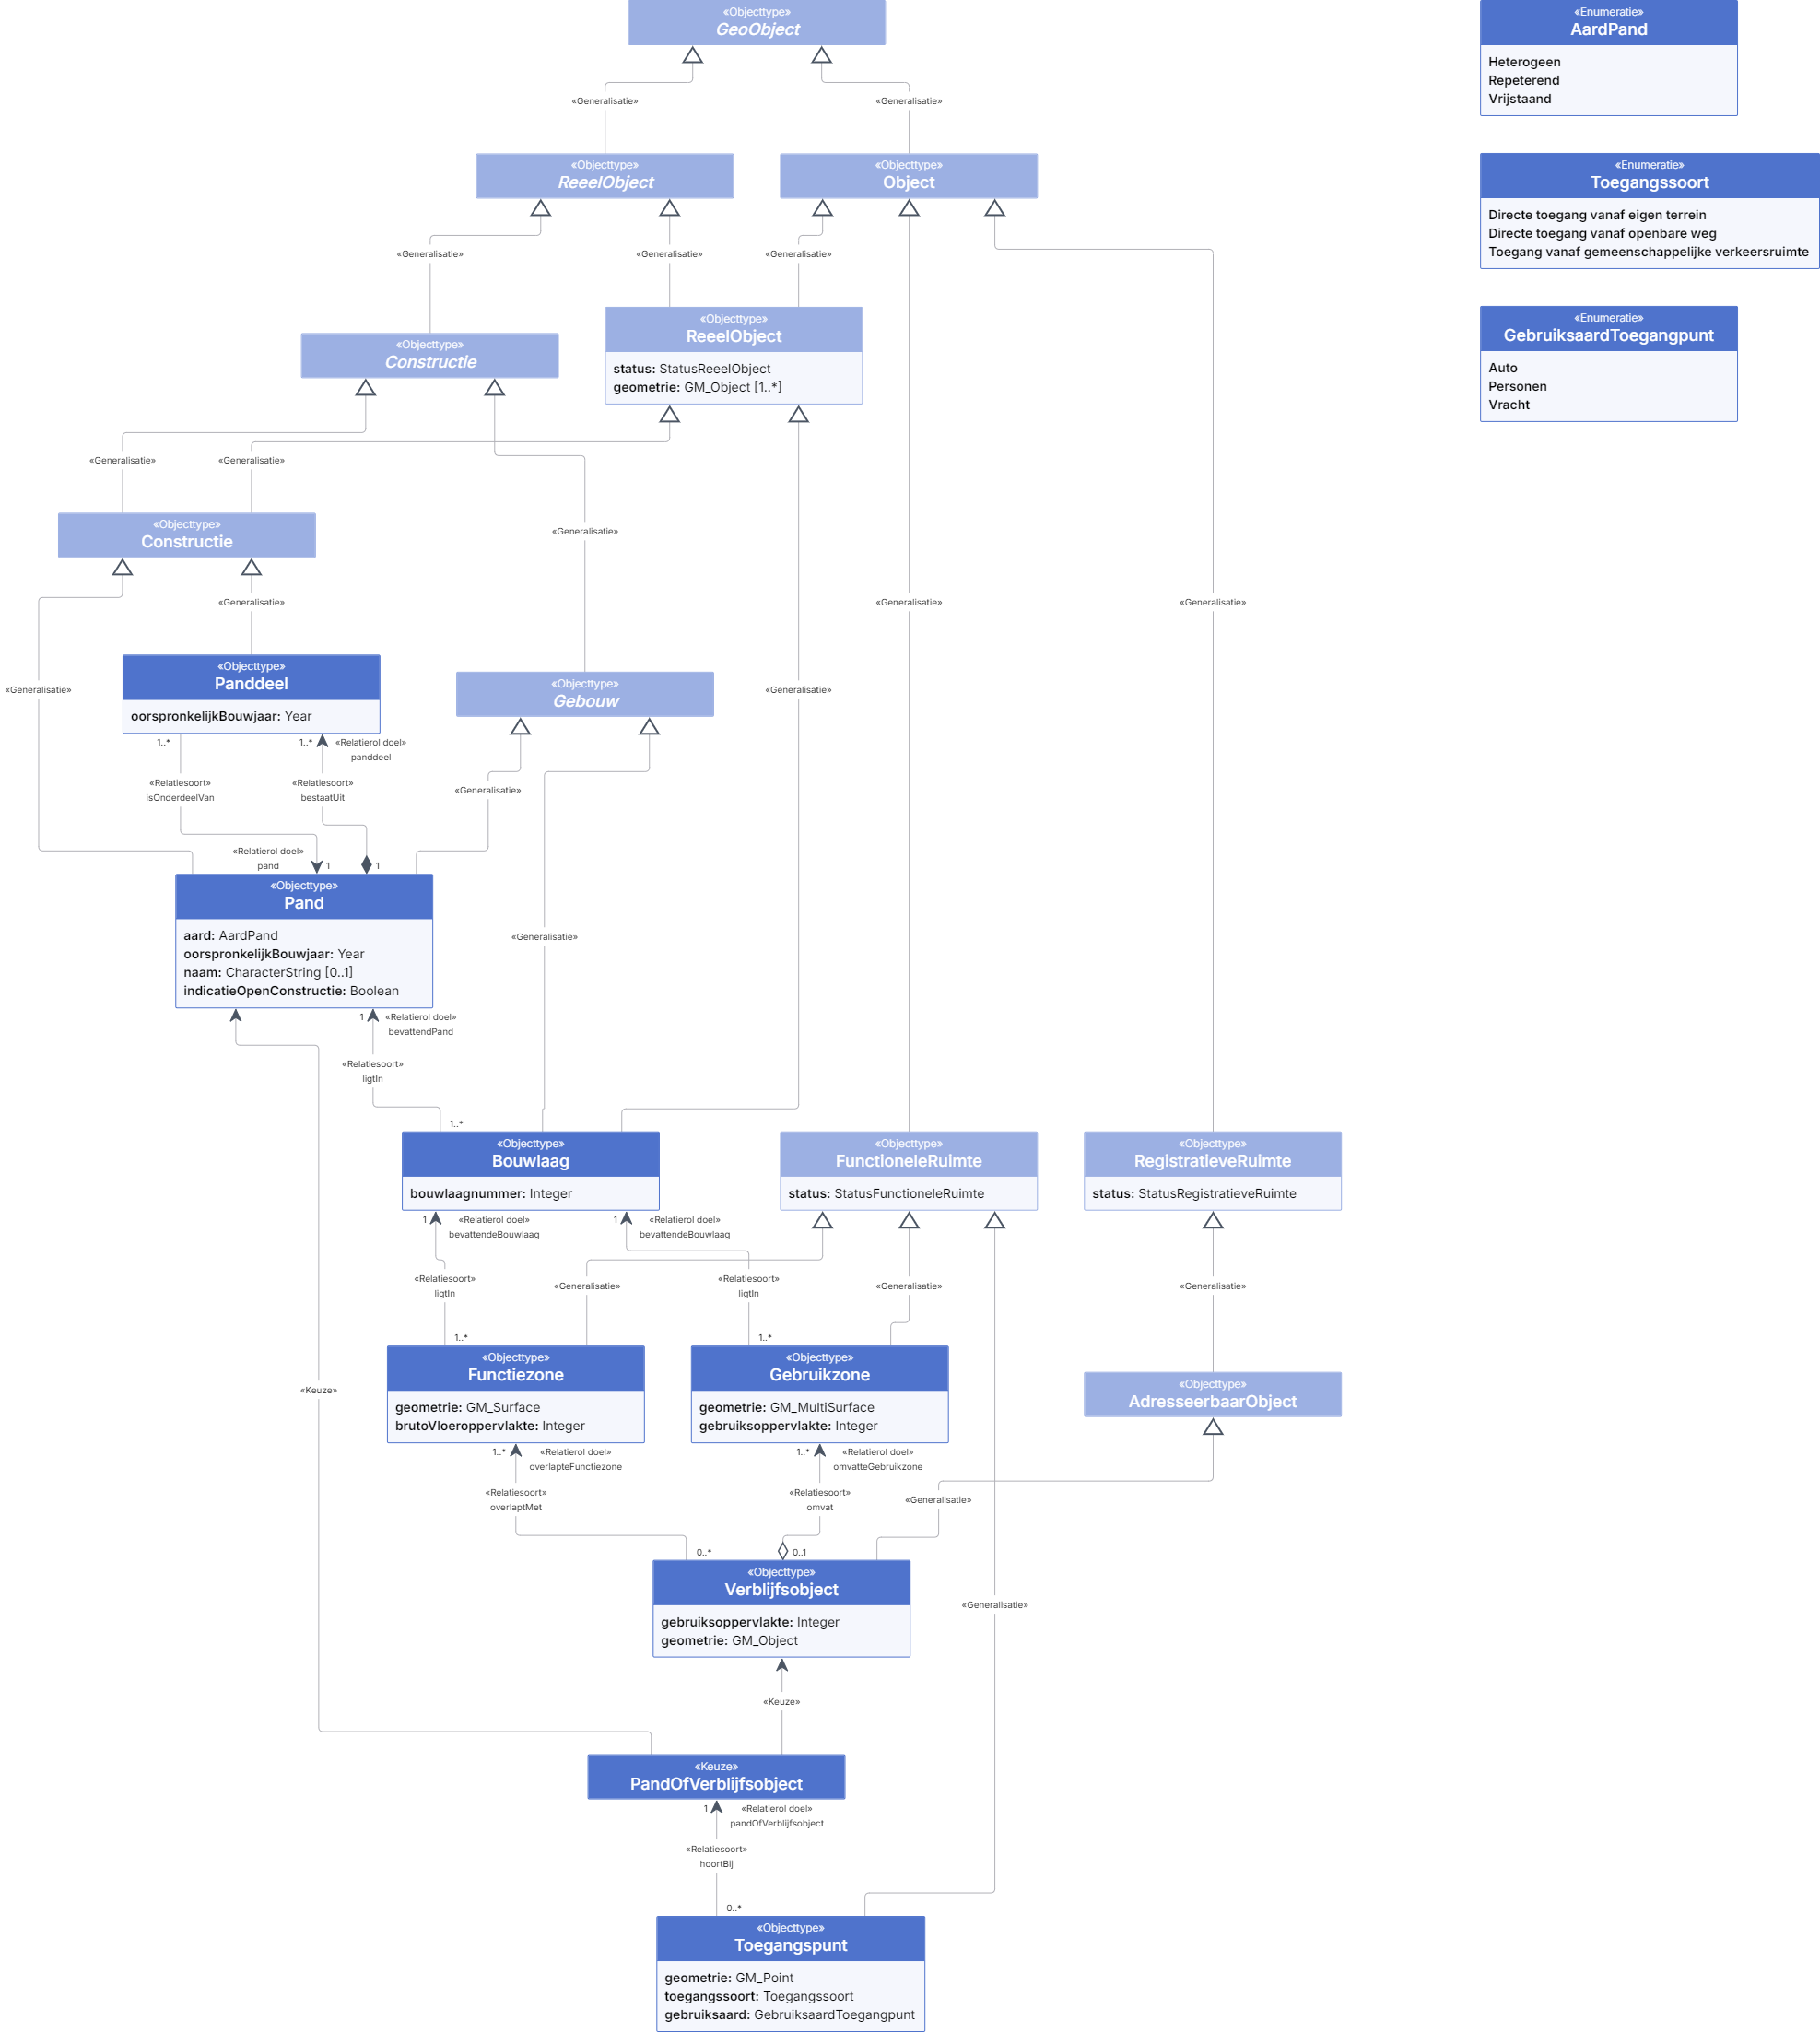 «Objecttype»
GeoObject
«Enumeratie»
AardPand
Heterogeen
Repeterend
Vrijstaand
«Generalisatie»
«Generalisatie»
«Objecttype»
ReeelObject
«Objecttype»
Object
«Enumeratie»
Toegangssoort
Directe toegang vanaf eigen terrein
Directe toegang vanaf openbare weg
Toegang vanaf gemeenschappelijke verkeersruimte
«Generalisatie»
«Generalisatie»
«Generalisatie»
«Objecttype»
Constructie
«Objecttype»
ReeelObject
status: StatusReeelObject
geometrie: GM_Object [1..*]
«Enumeratie»
GebruiksaardToegangpunt
Auto
Personen
Vracht
«Generalisatie»
«Generalisatie»
«Objecttype»
Constructie
«Generalisatie»
«Generalisatie»
«Generalisatie»
«Generalisatie»
«Objecttype»
Panddeel
oorspronkelijkBouwjaar: Year
«Generalisatie»
«Objecttype»
Gebouw
«Generalisatie»
1..*
1..*
«Relatierol doel»
panddeel
«Relatiesoort»
isOnderdeelVan
«Relatiesoort»
bestaatUit
«Generalisatie»
«Relatierol doel»
pand
1
1
«Objecttype»
Pand
aard: AardPand
oorspronkelijkBouwjaar: Year
naam: CharacterString [0..1]
indicatieOpenConstructie: Boolean
«Generalisatie»
1
«Relatierol doel»
bevattendPand
«Relatiesoort»
ligtIn
1..*
«Objecttype»
Bouwlaag
bouwlaagnummer: Integer
«Objecttype»
FunctioneleRuimte
status: StatusFunctioneleRuimte
«Objecttype»
RegistratieveRuimte
status: StatusRegistratieveRuimte
1
«Relatierol doel»
bevattendeBouwlaag
1
«Relatierol doel»
bevattendeBouwlaag
«Relatiesoort»
ligtIn
«Generalisatie»
«Relatiesoort»
ligtIn
«Generalisatie»
«Generalisatie»
1..*
1..*
«Keuze»
«Objecttype»
Functiezone
geometrie: GM_Surface
brutoVloeroppervlakte: Integer
«Objecttype»
Gebruikzone
geometrie: GM_MultiSurface
gebruiksoppervlakte: Integer
«Objecttype»
AdresseerbaarObject
1..*
«Relatierol doel»
overlapteFunctiezone
1..*
«Relatierol doel»
omvatteGebruikzone
«Relatiesoort»
overlaptMet
«Relatiesoort»
omvat
«Generalisatie»
0..*
0..1
«Objecttype»
Verblijfsobject
gebruiksoppervlakte: Integer
geometrie: GM_Object
«Generalisatie»
«Keuze»
«Keuze»
PandOfVerblijfsobject
1
«Relatierol doel»
pandOfVerblijfsobject
«Relatiesoort»
hoortBij
0..*
«Objecttype»
Toegangspunt
geometrie: GM_Point
toegangssoort: Toegangssoort
gebruiksaard: GebruiksaardToegangpunt